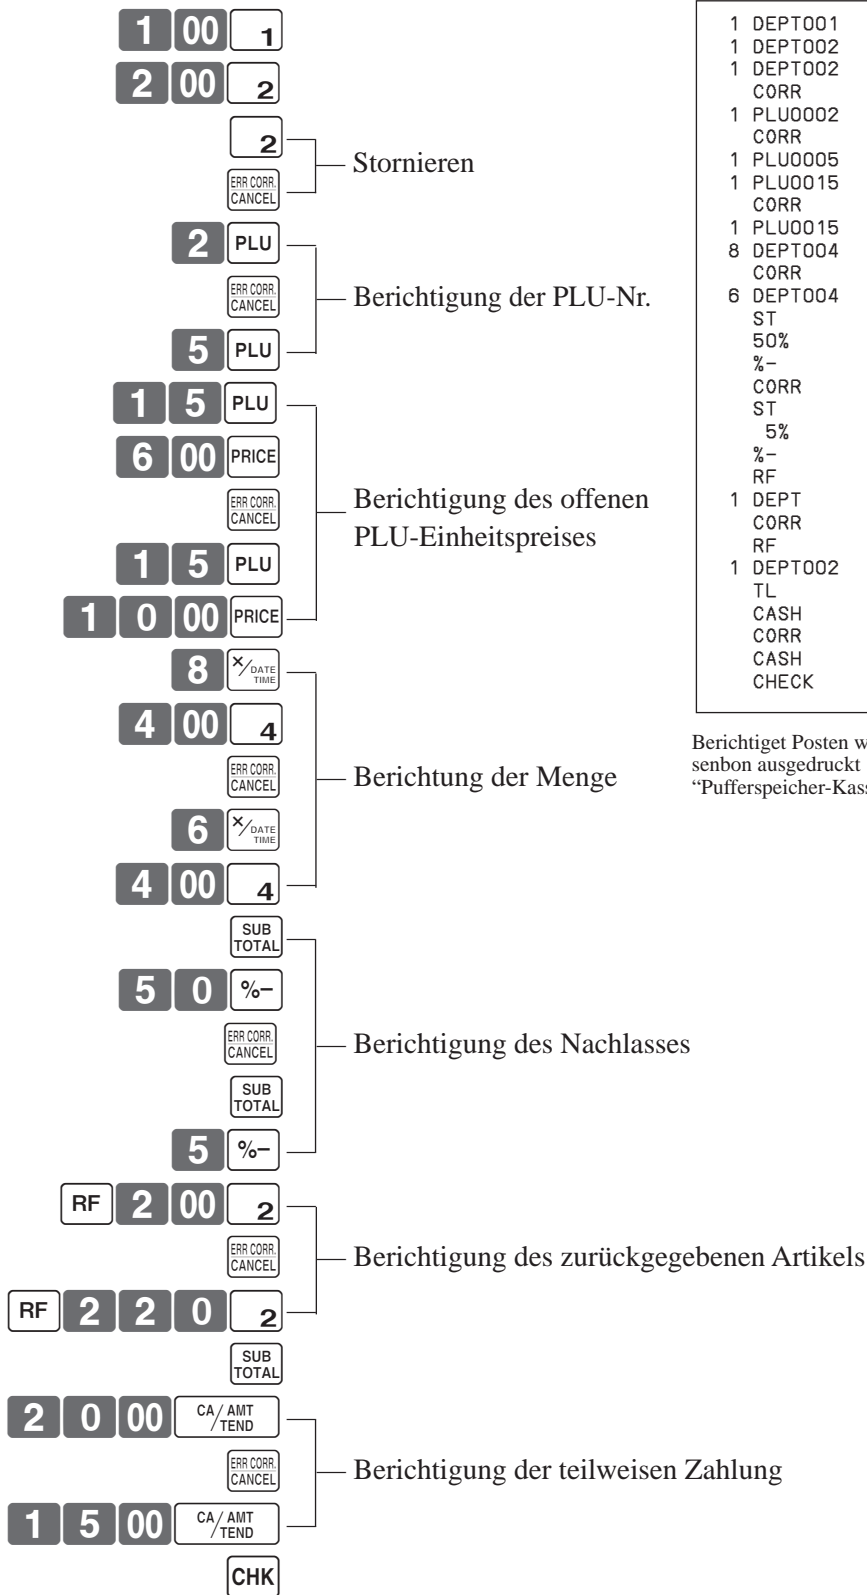 1 00 1
2 00 2
2
ERR CORR.
CANCEL
Stornieren
2 PLU
ERR CORR.
CANCEL
5 PLU
Berichtigung der PLU-Nr.
1 5 PLU
6 00 PRICE
ERR CORR.
CANCEL
1 5 PLU
1 0 00 PRICE
Berichtigung des offenen
PLU-Einheitspreises
8 ×/DATE
TIME
4 00 4
ERR CORR.
CANCEL
6 ×/DATE
TIME
4 00 4
Berichtung der Menge
SUB
TOTAL
5 0 %−
ERR CORR.
CANCEL
SUB
TOTAL
5 %−
Berichtigung des Nachlasses
RF 2 00 2
ERR CORR.
CANCEL
RF 2 2 0 2
Berichtigung des zurückgegebenen Artikels
SUB
TOTAL
2 0 00 CA/AMT
TEND
ERR CORR.
CANCEL
1 5 00 CA/AMT
TEND
Berichtigung der teilweisen Zahlung
CHK
1 DEPT001
1 DEPT002
1 DEPT002
CORR
1 PLU0002
CORR
1 PLU0005
1 PLU0015
CORR
1 PLU0015
8 DEPT004
CORR
6 DEPT004
ST
50%
%-
CORR
ST
5%
%-
RF
1 DEPT
CORR
RF
1 DEPT002
TL
CASH
CORR
CASH
CHECK
Berichtiget Posten
senbon ausgedruckt
“Pufferspeicher-Kass